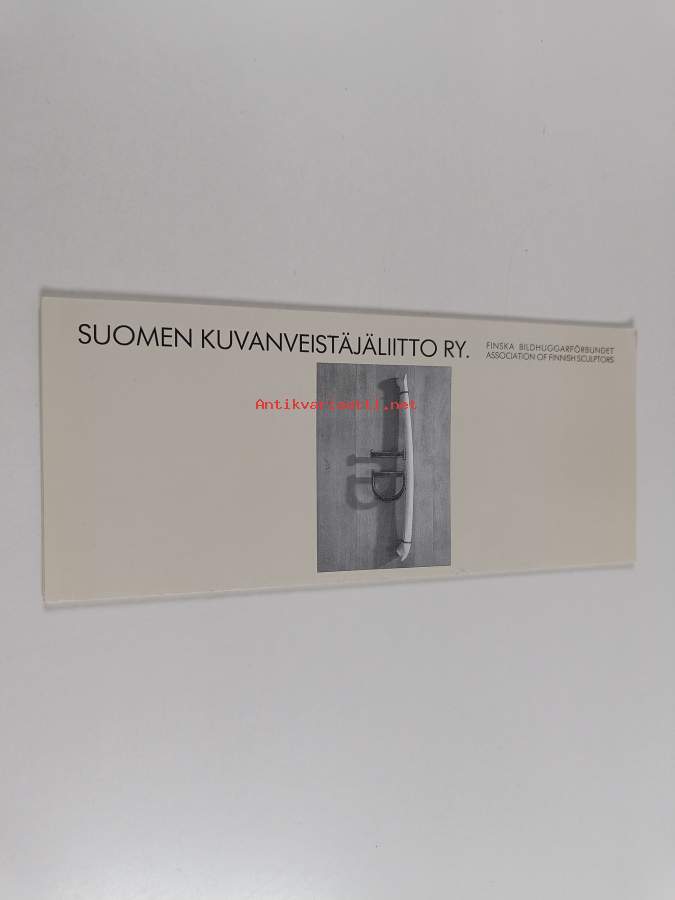 SUOMEN KUVANVEISTÄJÄLIITTO RY.
FINSKA BILDHUGGARFÖRBUNDET
ASSOCIATION OF FINNISH SCULPTORS
Antikvariaatti.net